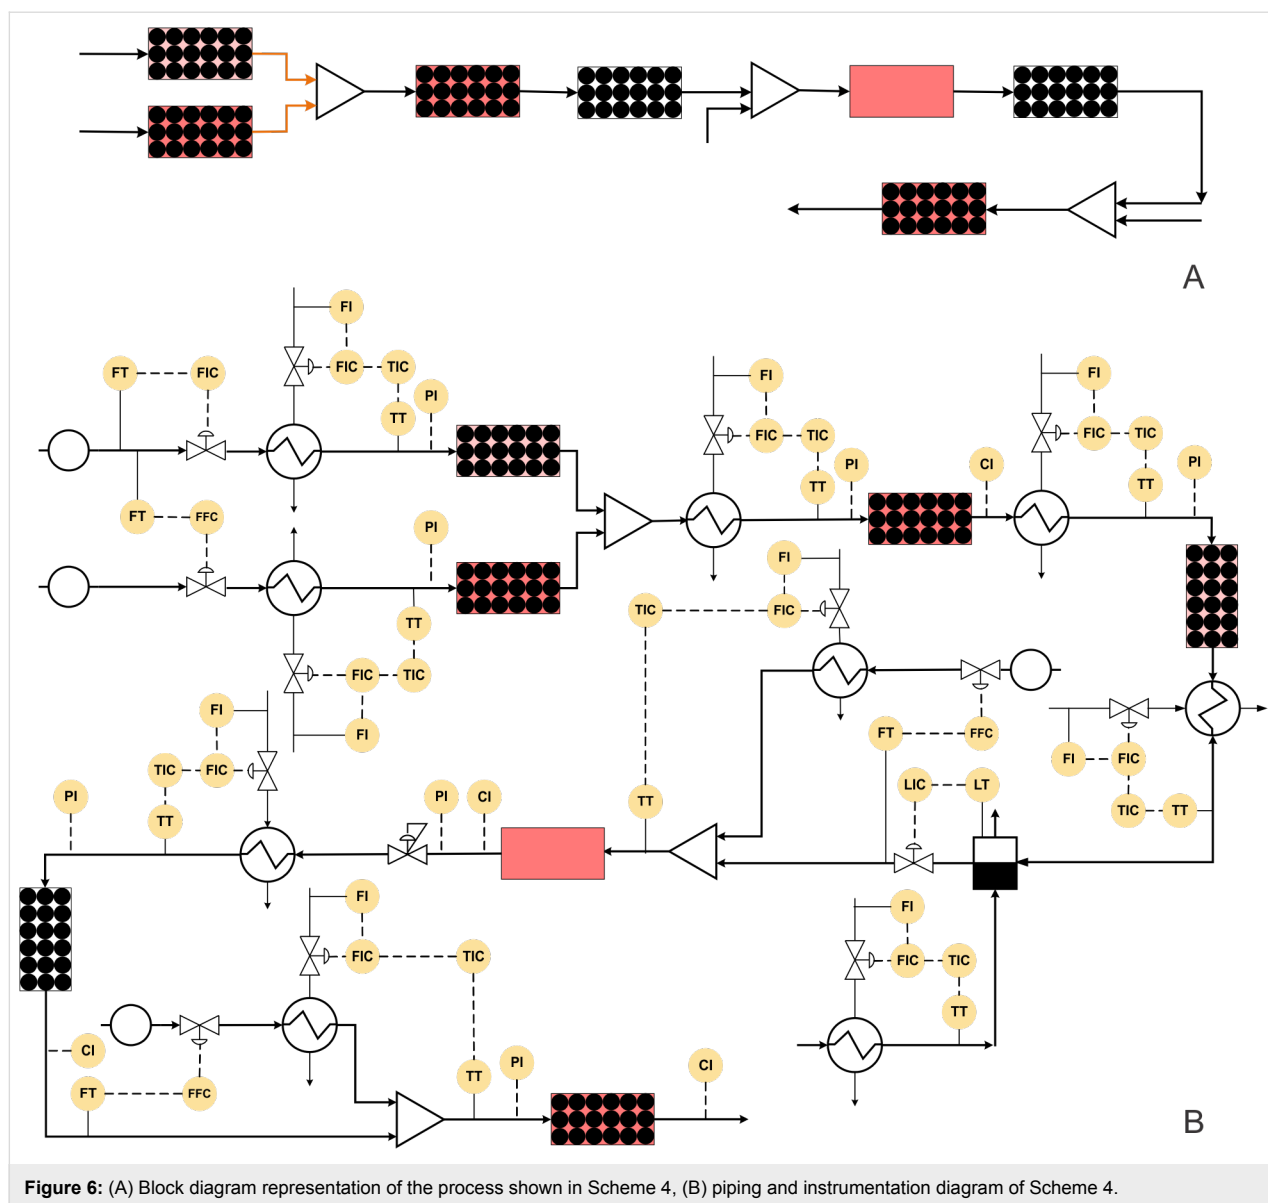 A
FI
FT
FIC
FIC
TIC
PI
TT
FI
FI
FIC
TIC
FIC
TIC
PI
CI
PI
TT
TT
FT
FFC
PI
FI
TIC
FIC
TT
FIC
TIC
FI
FI
FT
FFC
FI
FIC
TIC
FIC
LIC
LT
PI
PI
CI
TT
TIC
TT
TT
FI
FI
FIC
TIC
FIC
TIC
TT
CI
PI
CI
TT
FT
FFC
B
Figure 6: (A) Block diagram representation of the process shown in Scheme 4, (B) piping and instrumentation diagram of Scheme 4.